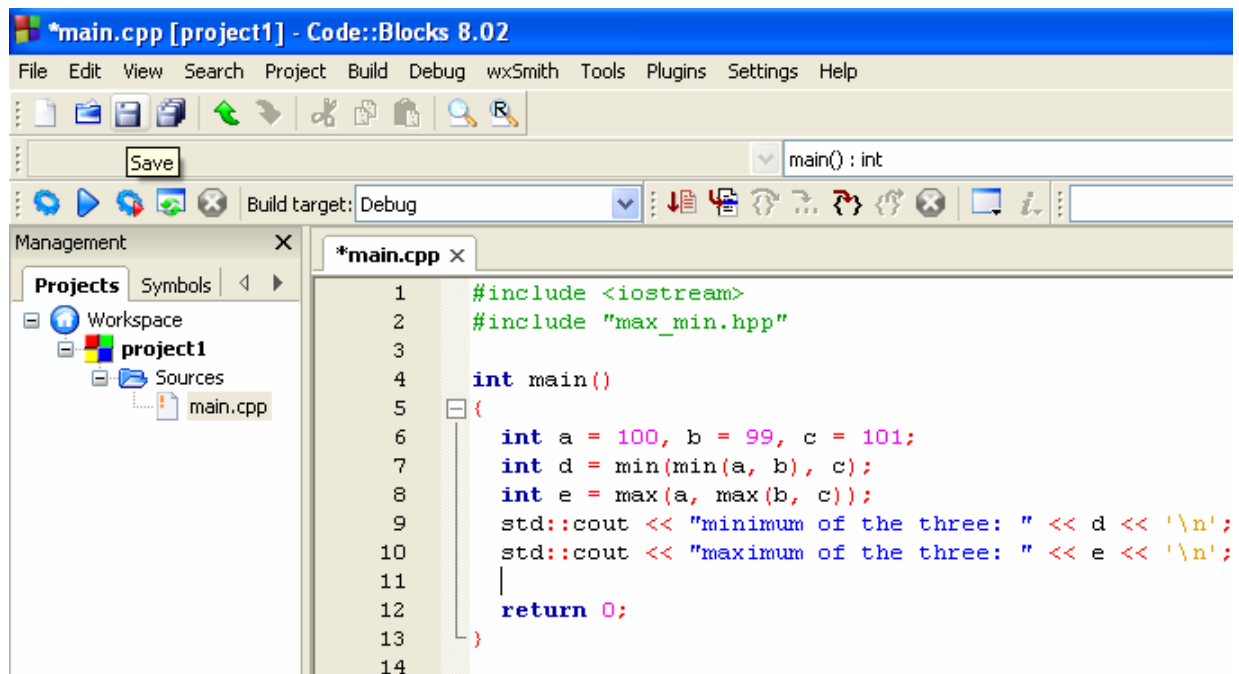 *main.cpp [project1] - Code::Blocks 8.02
File Edit View Search Project Build Debug wxSmith Tools Plugins Settings Help
Save
main() : int
Build target: Debug
Management
*main.cpp
Projects Symbols
Workspace
project1
Sources
main.cpp
1 #include <iostream>
2 #include "max_min.hpp"
3
4 int main()
5 {
6 int a = 100, b = 99, c = 101;
7 int d = min(min(a, b), c);
8 int e = max(a, max(b, c));
9 std::cout << "minimum of the three: " << d << '\n';
10 std::cout << "maximum of the three: " << e << '\n';
11
12 return 0;
13 }
14